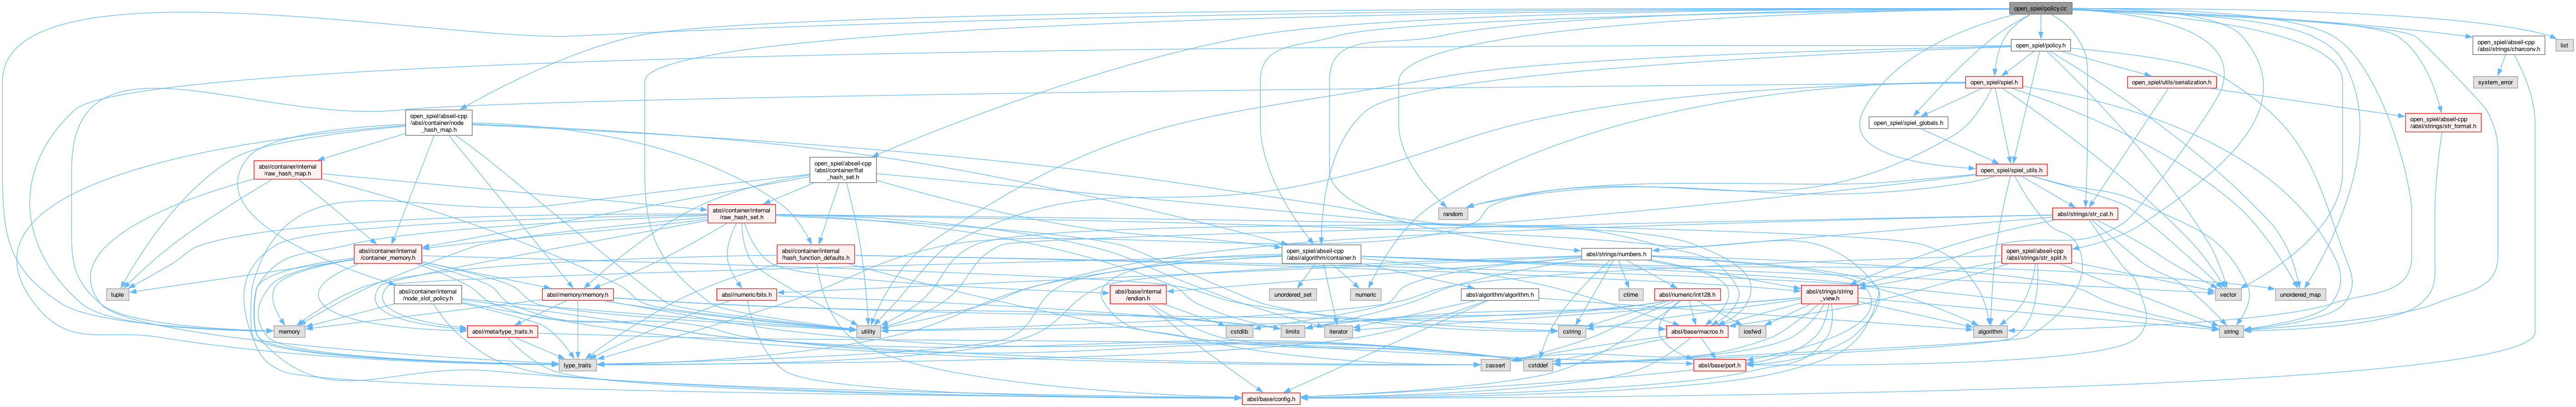 open_spiel/policy.cc
open_spiel/policy.h
open_spiel/abseil-cpp
/absl/strings/charconv.h
list
open_spiel/spiel.h
open_spiel/utils/serialization.h
system_error
open_spiel/abseil-cpp
/absl/container/node
_hash_map.h
open_spiel/spiel_globals.h
open_spiel/abseil-cpp
/absl/strings/str_format.h
absl/container/internal
/raw_hash_map.h
open_spiel/abseil-cpp
/absl/container/flat
_hash_set.h
open_spiel/spiel_utils.h
absl/container/internal
/raw_hash_set.h
random
absl/strings/str_cat.h
absl/container/internal
/container_memory.h
absl/container/internal
/hash_function_defaults.h
open_spiel/abseil-cpp
/absl/algorithm/container.h
absl/strings/numbers.h
open_spiel/abseil-cpp
/absl/strings/str_split.h
tuple
absl/container/internal
/node_slot_policy.h
absl/memory/memory.h
absl/numeric/bits.h
absl/base/internal
/endian.h
unordered_set
numeric
absl/algorithm/algorithm.h
ctime
absl/numeric/int128.h
absl/strings/string
_view.h
vector
unordered_map
memory
absl/meta/type_traits.h
utility
cstdlib
limits
iterator
cstring
absl/base/macros.h
iosfwd
algorithm
string
type_traits
cassert
cstddef
absl/base/port.h
absl/base/config.h